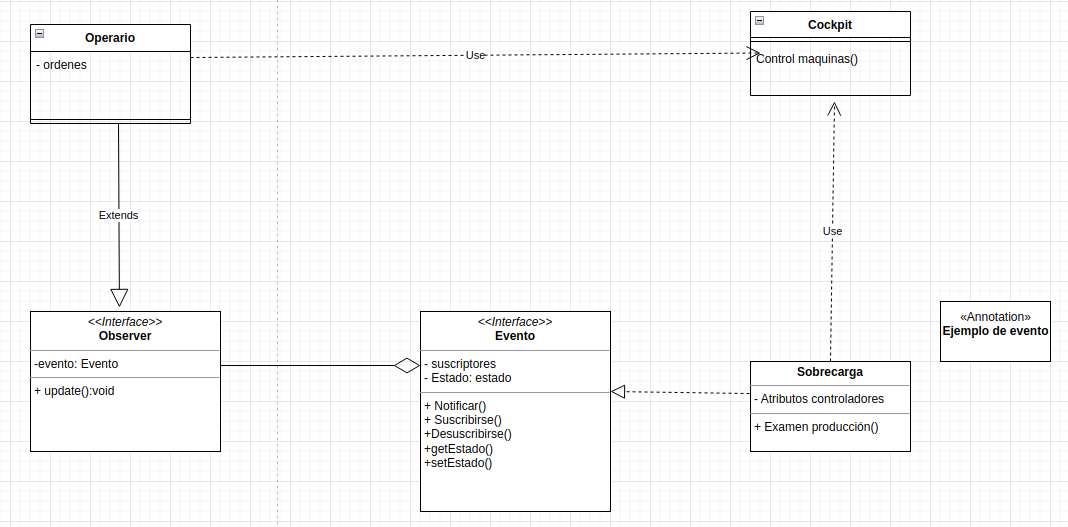 Operario
- ordenes
Use
Cockpit
Control maquinas()
Extends
Use
<<Interface>>
Observer
-evento: Evento
+ update():void
<<Interface>>
Evento
- suscriptores
- Estado: estado
+ Notificar()
+ Suscribirse()
+Desuscribirse()
+getEstado()
+setEstado()
Sobrecarga
- Atributos controladores
+ Examen producción()
«Annotation»
Ejemplo de evento